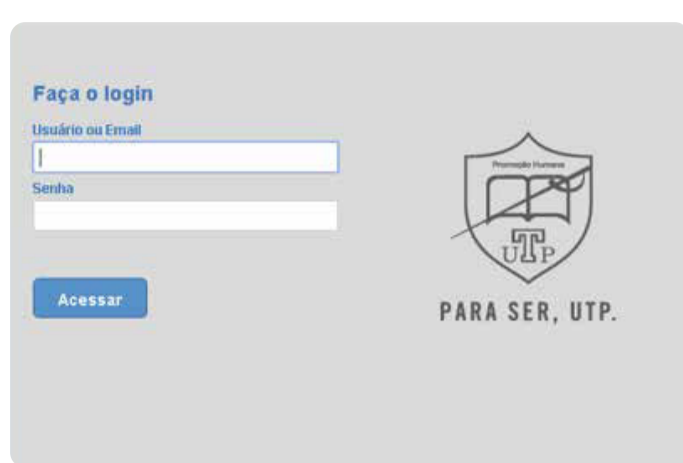 Faça o login
Usuário ou Email
Senha
Acessar
Promoção Humana
UTP
PARA SER, UTP.